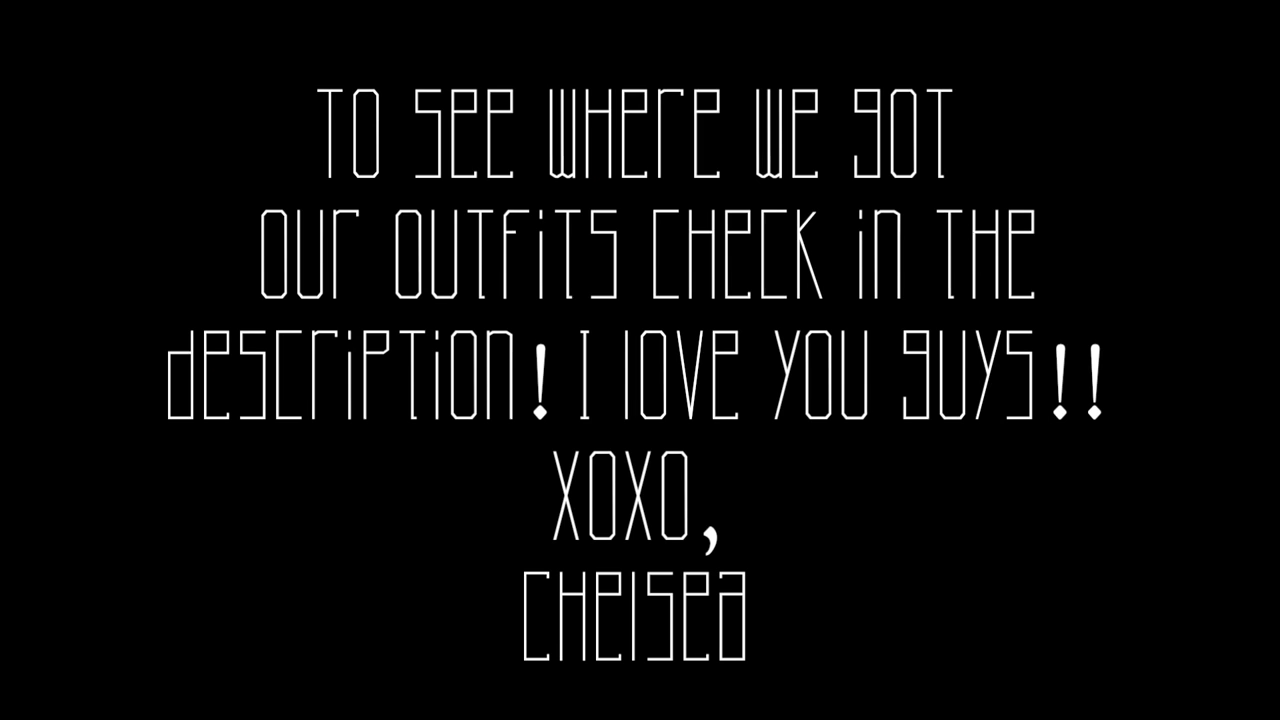 To see where we got
our outfits check in the
description! I love you guys!!
xoxo,
Chelsea